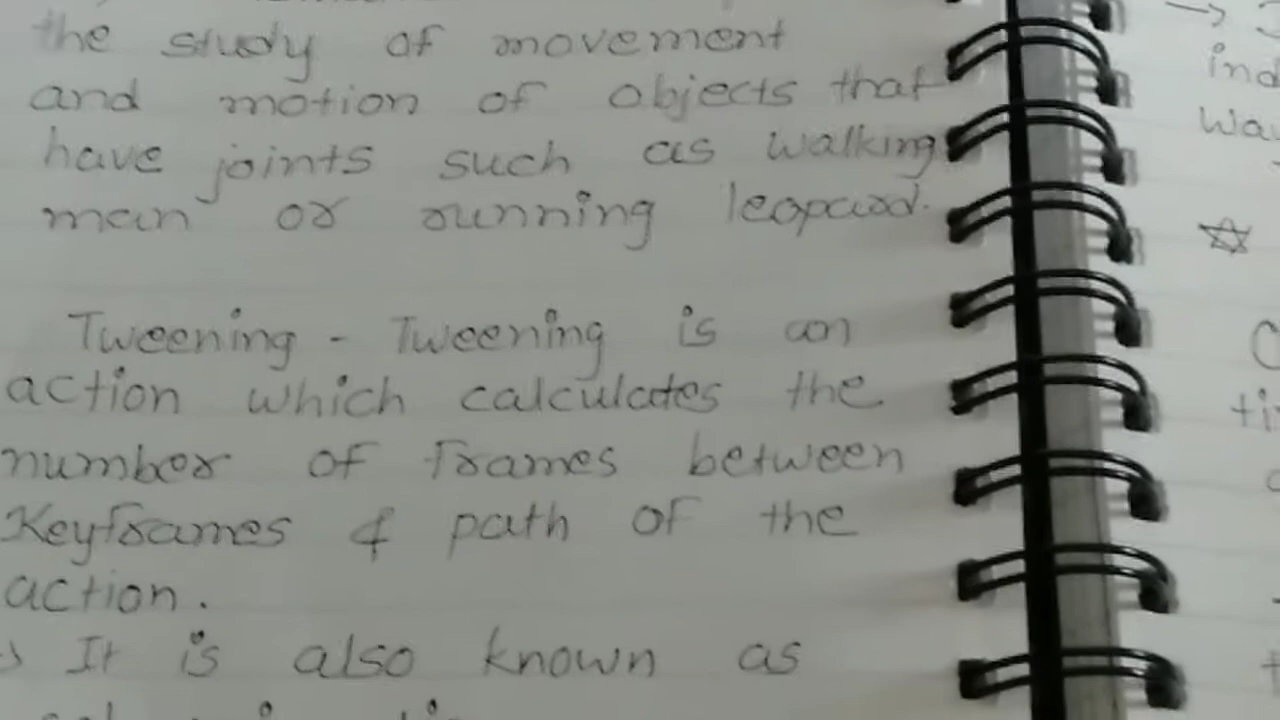 the study of movement
and motion of objects that
have joints such as walking
man or running leopard.
Tweening - Tweening is an
action which calculates the
number of frames between
Keyframes & path of the
action.
→ It is also known as